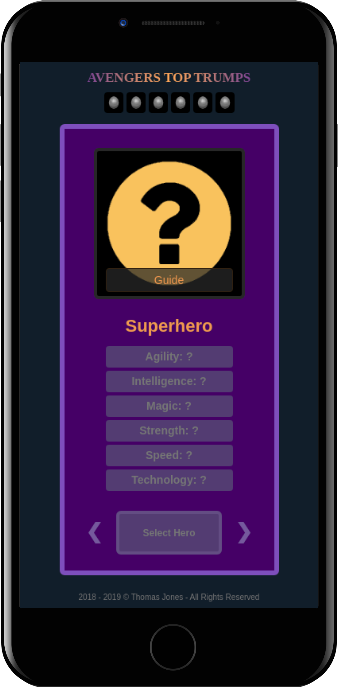 AVENGERS TOP TRUMPS
?
Guide
Superhero
Agility: ?
Intelligence: ?
Magic: ?
Strength: ?
Speed: ?
Technology: ?
❮ Select Hero ❯
2018 - 2019 © Thomas Jones - All Rights Reserved